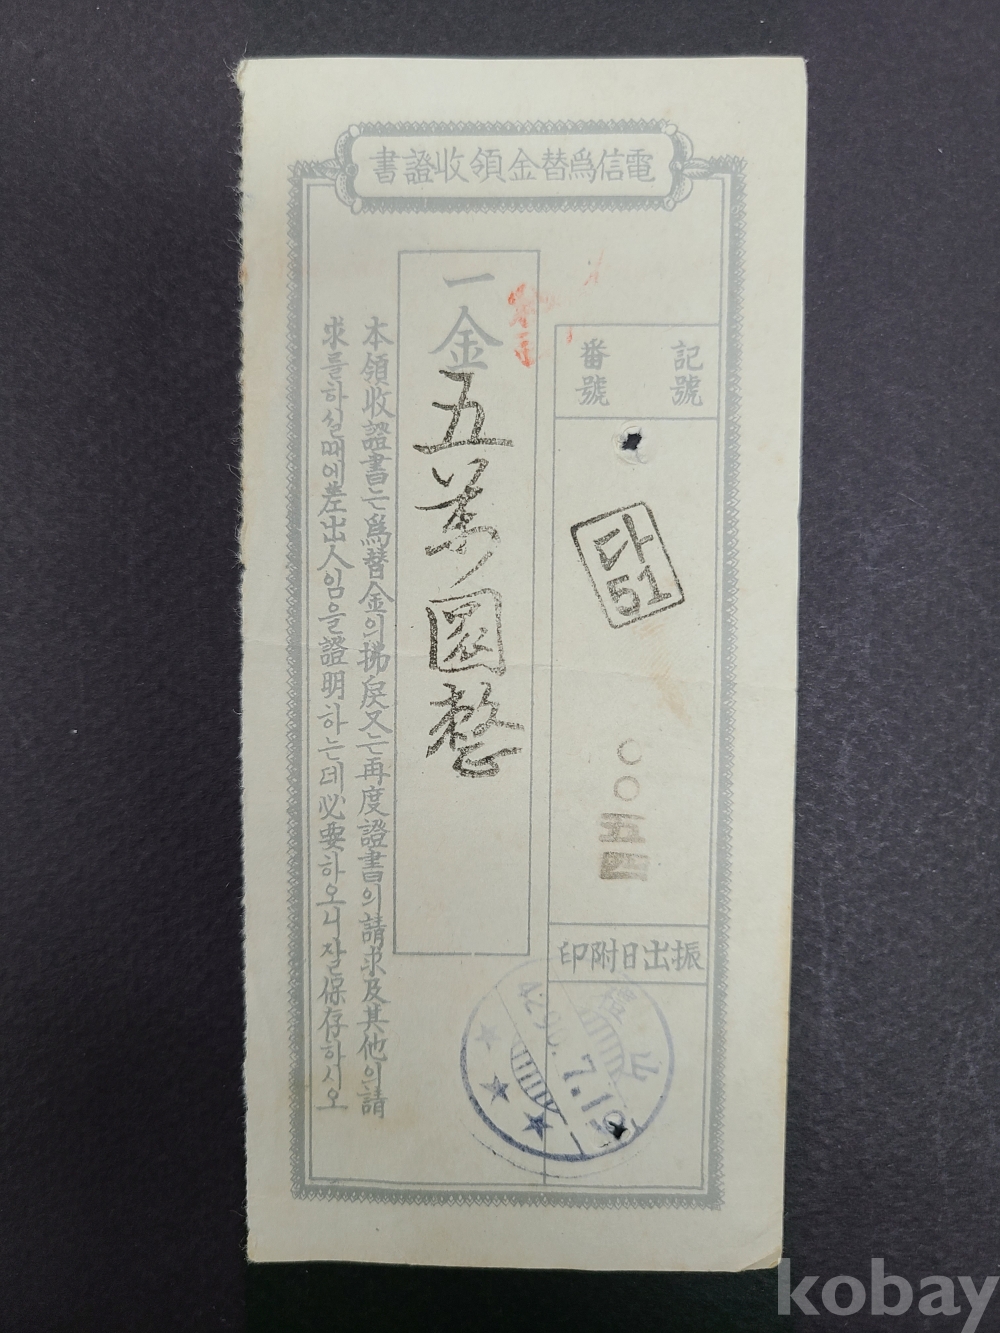 電信爲替金領收證書
記號
番號
다
51
〇〇五四
振出日附印
山
4290.7.19
一金五萬圓整
本領收證書는爲替金의拂戾又는再度證書의請求及其他의請
求를하실때에差出人임을證明하는데必要하오니잘保存하시오
kobay